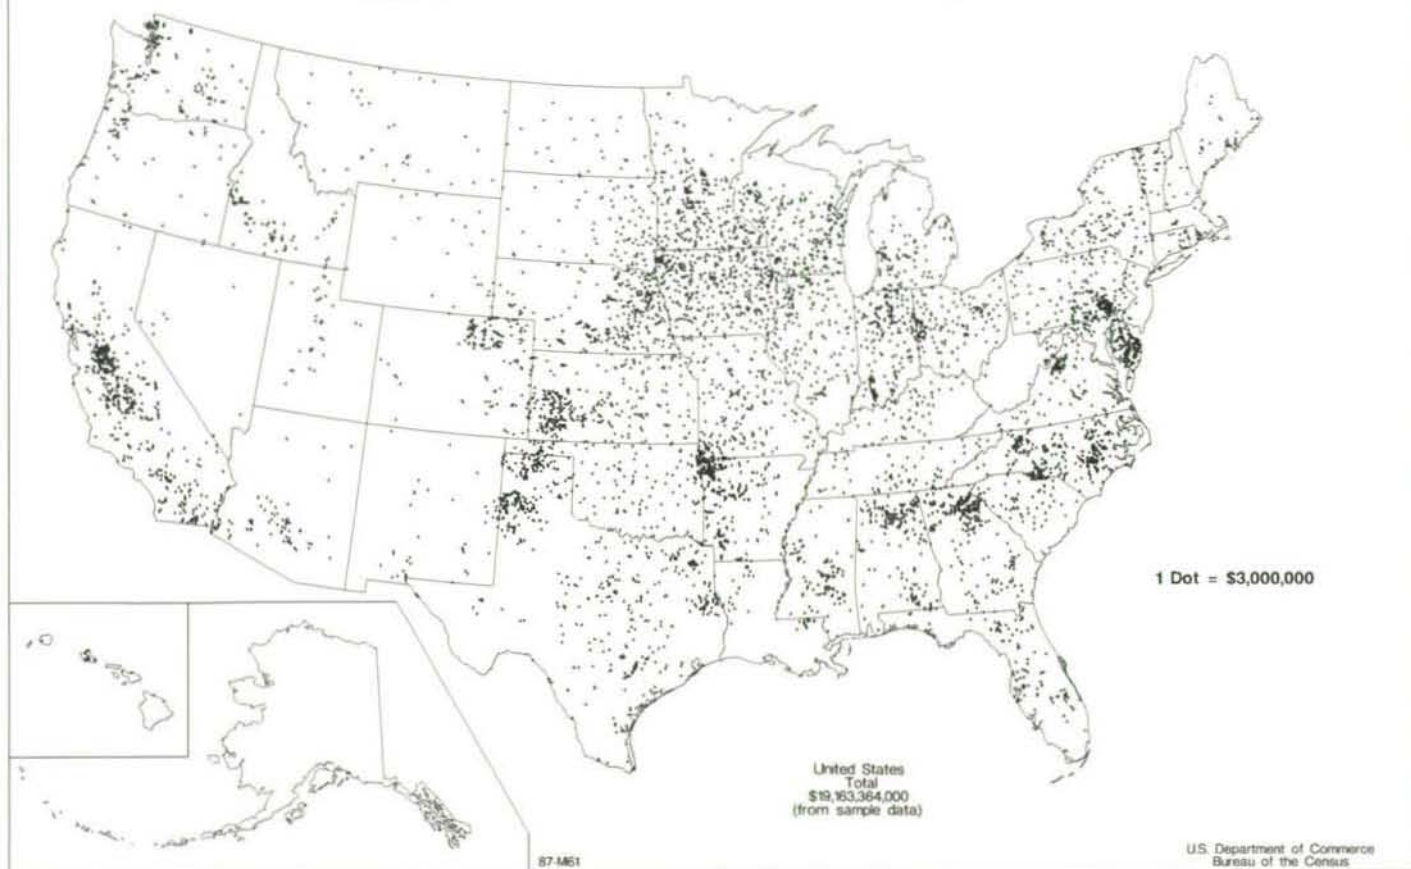 1 Dot = $3,000,000
United States
Total
$19,163,364,000
(from sample data)
87-M61
U.S. Department of Commerce
Bureau of the Census